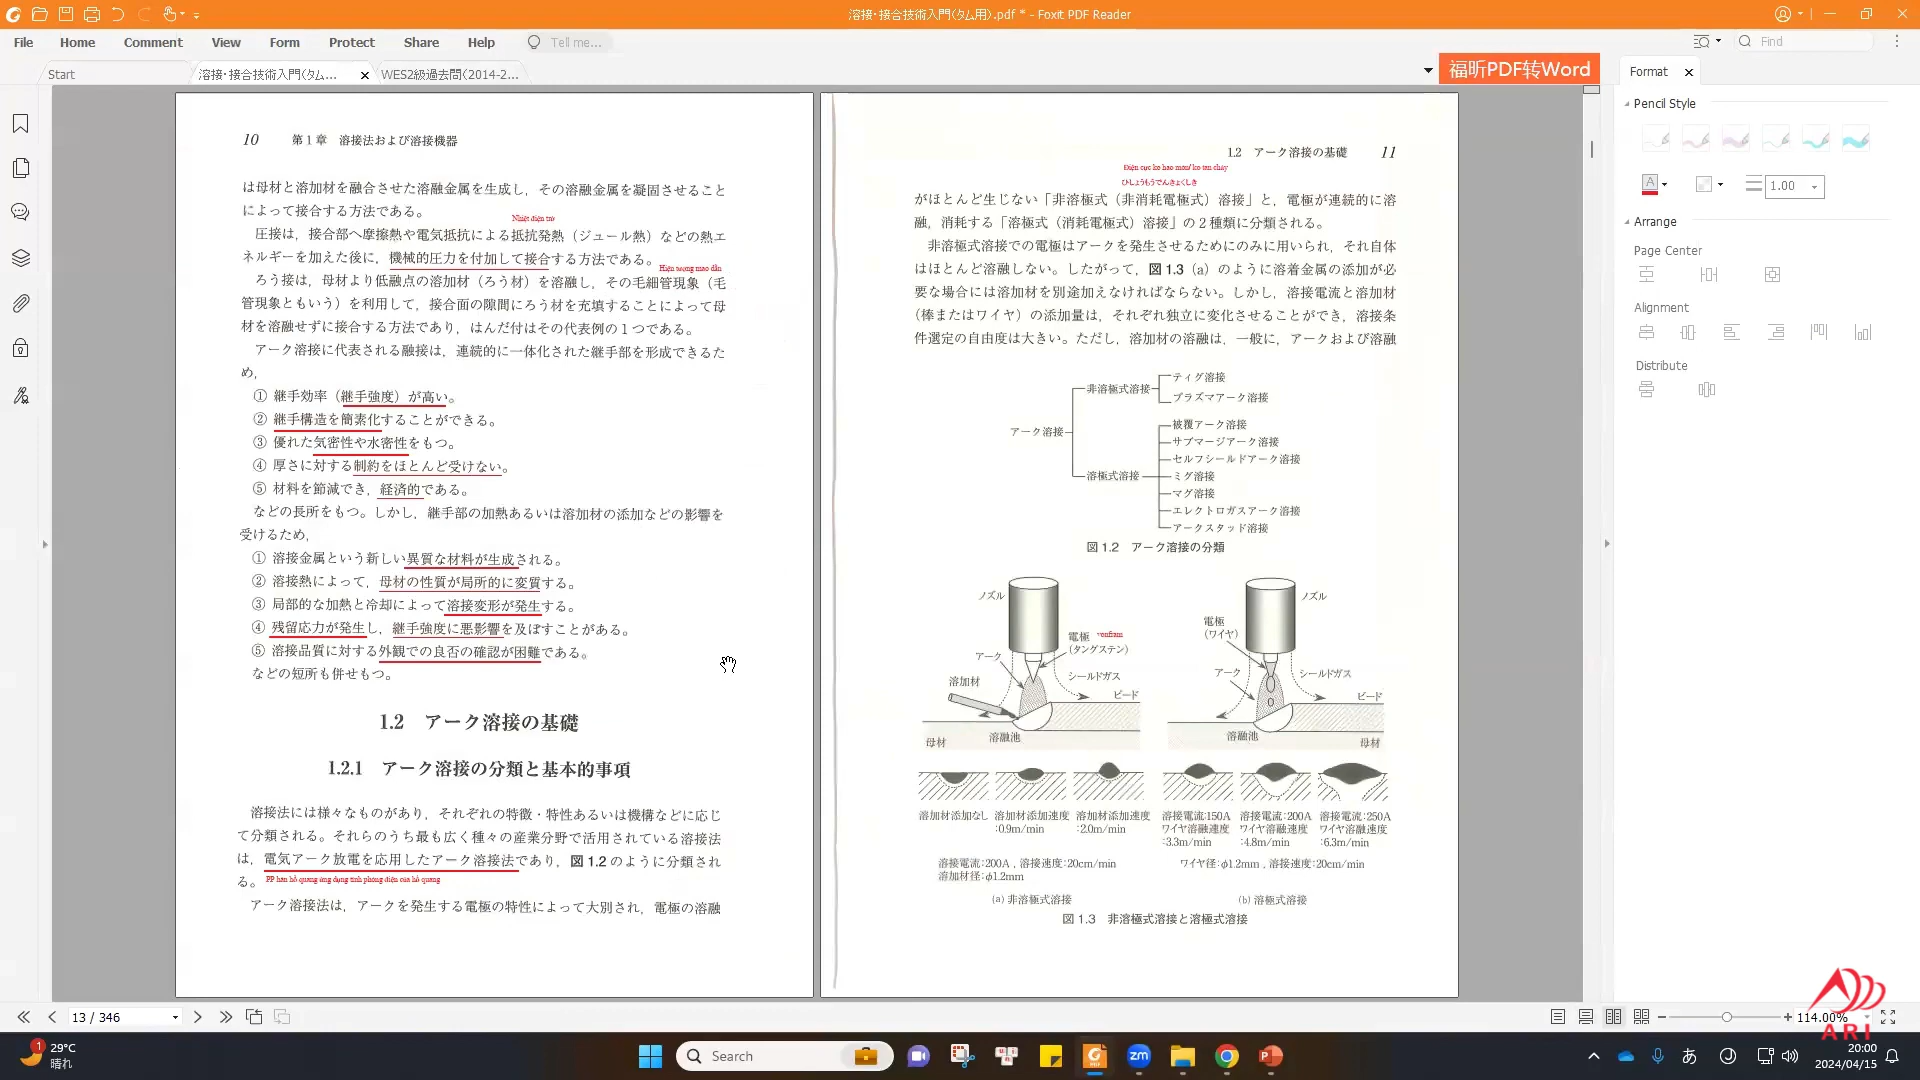 溶接・接合技術入門(タム用).pdf * - Foxit PDF Reader
File Home Comment View Form Protect Share Help Tell me... Find
Start 溶接・接合技術入門(タム... WES2級過去問(2014-2... 福昕PDF转Word
10 第1章 溶接法および溶接機器
は母材と溶加材を融合させた溶融金属を生成し，その溶融金属を凝固させること
によって接合する方法である。
Nhiệt điện trở
圧接は，接合部へ摩擦熱や電気抵抗による抵抗発熱（ジュール熱）などの熱エ
ネルギーを加えた後に，機械的圧力を付加して接合する方法である。
Hiện tượng mao dẫn
ろう接は，母材より低融点の溶加材（ろう材）を溶融し，その毛細管現象（毛
管現象ともいう）を利用して，接合面の隙間にろう材を充填することによって母
材を溶融せずに接合する方法であり，はんだ付はその代表例の1つである。
アーク溶接に代表される融接は，連続的に一体化された継手部を形成できるた
め，
① 継手効率（継手強度）が高い。
② 継手構造を簡素化することができる。
③ 優れた気密性や水密性をもつ。
④ 厚さに対する制約をほとんど受けない。
⑤ 材料を節減でき，経済的である。
などの長所をもつ。しかし，継手部の加熱あるいは溶加材の添加などの影響を
受けるため，
① 溶接金属という新しい異質な材料が生成される。
② 溶接熱によって，母材の性質が局所的に変質する。
③ 局部的な加熱と冷却によって溶接変形が発生する。
④ 残留応力が発生し，継手強度に悪影響を及ぼすことがある。
⑤ 溶接品質に対する外観での良否の確認が困難である。
などの短所も併せもつ。
1.2 アーク溶接の基礎
1.2.1 アーク溶接の分類と基本的事項
溶接法には様々なものがあり，それぞれの特徴・特性あるいは機構などに応じ
て分類される。それらのうち最も広く種々の産業分野で活用されている溶接法
は，電気アーク放電を応用したアーク溶接法であり，図1.2のように分類され
る。 PP hàn hồ quang ứng dụng tính phóng điện của hồ quang
アーク溶接法は，アークを発生する電極の特性によって大別され，電極の溶融
1.2 アーク溶接の基礎 11
Điện cực ko hao mòn/ ko tan chảy
ひしょうもうでんきょくしき
がほとんど生じない「非溶極式（非消耗電極式）溶接」と，電極が連続的に溶
融，消耗する「溶極式（消耗電極式）溶接」の2種類に分類される。
非溶極式溶接での電極はアークを発生させるためにのみに用いられ，それ自体
はほとんど溶融しない。したがって，図1.3（a）のように溶着金属の添加が必
要な場合には溶加材を別途加えなければならない。しかし，溶接電流と溶加材
（棒またはワイヤ）の添加量は，それぞれ独立に変化させることができ，溶接条
件選定の自由度は大きい。ただし，溶加材の溶融は，一般に，アークおよび溶融
アーク溶接
非溶極式溶接
ティグ溶接
プラズマアーク溶接
溶極式溶接
被覆アーク溶接
サブマージアーク溶接
セルフシールドアーク溶接
ミグ溶接
マグ溶接
エレクトロガスアーク溶接
アークスタッド溶接
図1.2 アーク溶接の分類
ノズル
電極 vonfram
（タングステン）
アーク
溶加材
シールドガス
ビード
溶融池
母材
ノズル
電極
（ワイヤ）
アーク
シールドガス
ビード
溶融池
母材
溶加材添加なし 溶加材添加速度 溶加材添加速度
:0.9m/min :2.0m/min
溶接電流:200A，溶接速度:20cm/min
溶加材径:φ1.2mm
(a) 非溶極式溶接
溶接電流:150A 溶接電流:200A 溶接電流:250A
ワイヤ溶融速度 ワイヤ溶融速度 ワイヤ溶融速度
:3.3m/min :4.8m/min :6.3m/min
ワイヤ径:φ1.2mm，溶接速度:20cm/min
(b) 溶極式溶接
図1.3 非溶極式溶接と溶極式溶接
Format
Pencil Style
1.00
Arrange
Page Center
Alignment
Distribute
13 / 346
114.00%
ARI
1 29°C
晴れ
Search
zm
あ
20:00
2024/04/15